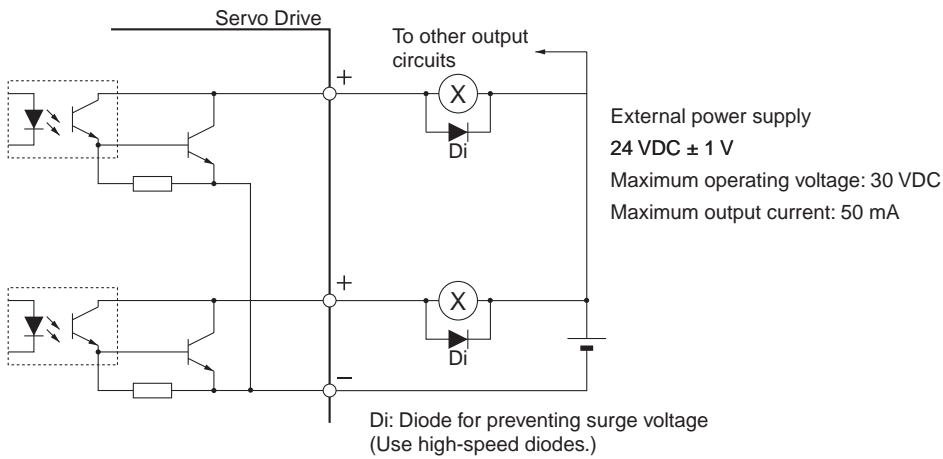 Servo Drive
To other output
circuits
+
X
Di
External power supply
24 VDC ± 1 V
Maximum operating voltage: 30 VDC
Maximum output current: 50 mA
+
X
Di
−
Di: Diode for preventing surge voltage
(Use high-speed diodes.)